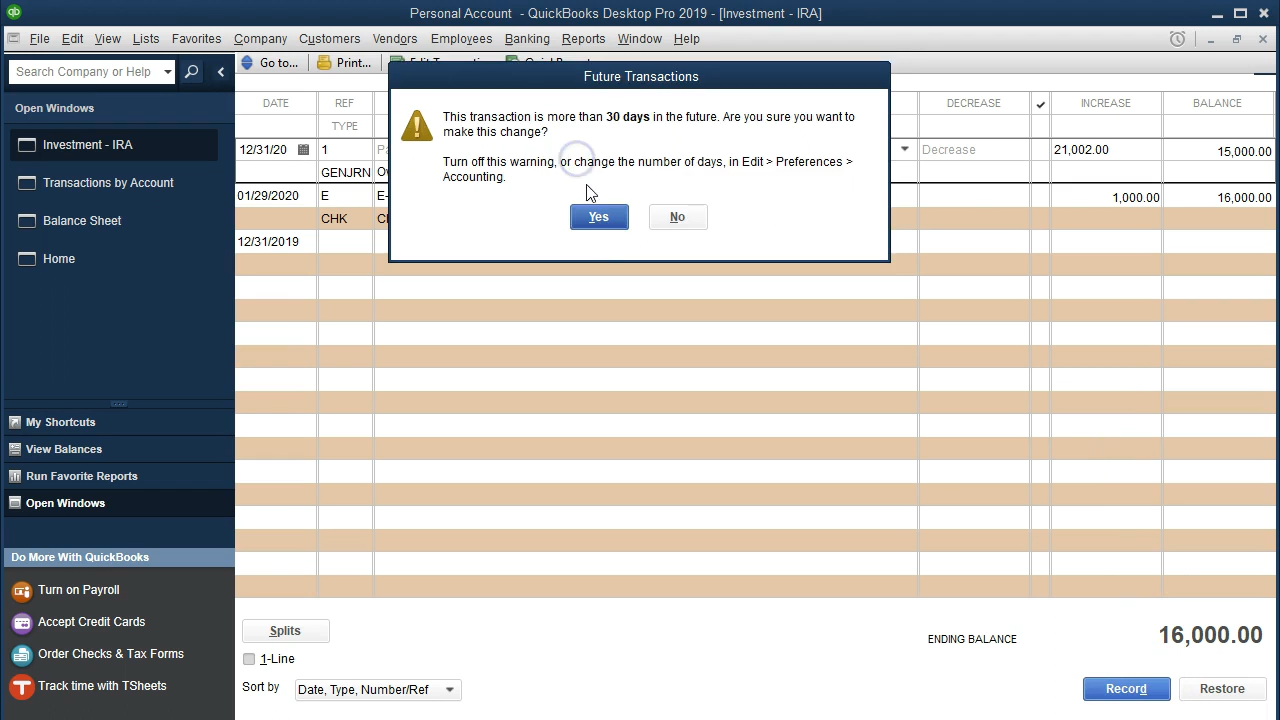 Personal Account - QuickBooks Desktop Pro 2019 - [Investment - IRA]
File Edit View Lists Favorites Company Customers Vendors Employees Banking Reports Window Help
Search Company or Help
Go to... Print...
Future Transactions
This transaction is more than 30 days in the future. Are you sure you want to
make this change?
Turn off this warning, or change the number of days, in Edit > Preferences >
Accounting.
Yes No
Open Windows
Investment - IRA
Transactions by Account
Balance Sheet
Home
My Shortcuts
View Balances
Run Favorite Reports
Open Windows
Do More With QuickBooks
Turn on Payroll
Accept Credit Cards
Order Checks & Tax Forms
Track time with TSheets
DATE REF DECREASE ✓ INCREASE BALANCE
TYPE
12/31/20 1 Decrease 21,002.00 15,000.00
GENJRN
01/29/2020 E E- 1,000.00 16,000.00
CHK
12/31/2019
Splits
1-Line
Sort by Date, Type, Number/Ref
ENDING BALANCE 16,000.00
Record Restore